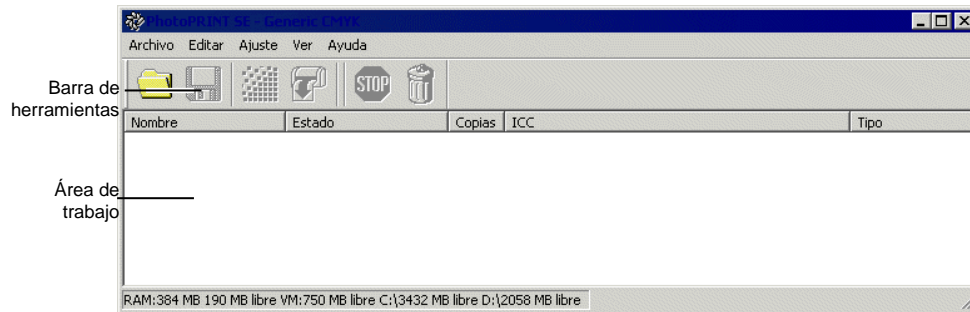 PhotoPRINT SE - Generic CMYK
Archivo Editar Ajuste Ver Ayuda
STOP
Barra de
herramientas
Nombre Estado Copias ICC Tipo
Área de
trabajo
RAM:384 MB 190 MB libre VM:750 MB libre C:\3432 MB libre D:\2058 MB libre